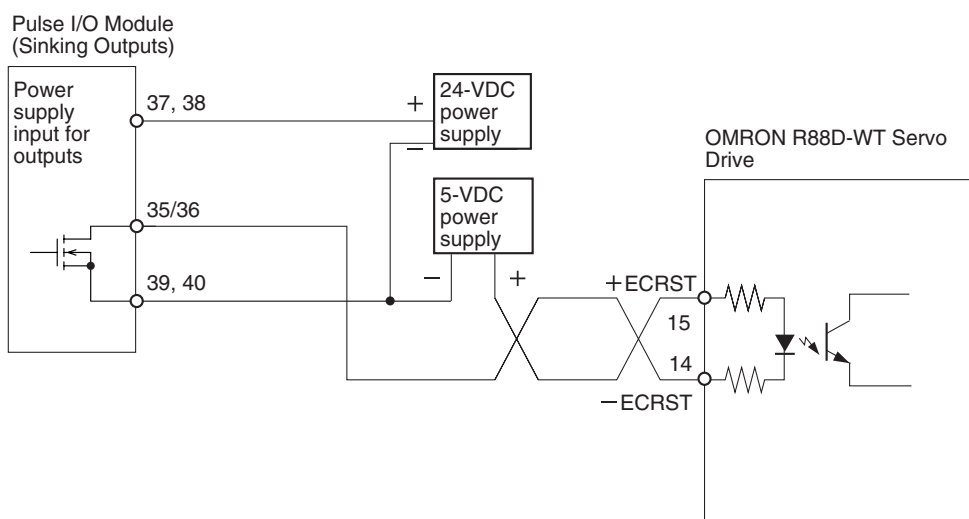 Pulse I/O Module
(Sinking Outputs)
Power
supply
input for
outputs
37, 38
+
24-VDC
power
supply
−
OMRON R88D-WT Servo
Drive
5-VDC
power
supply
35/36
− +
39, 40
+ECRST
15
14
−ECRST